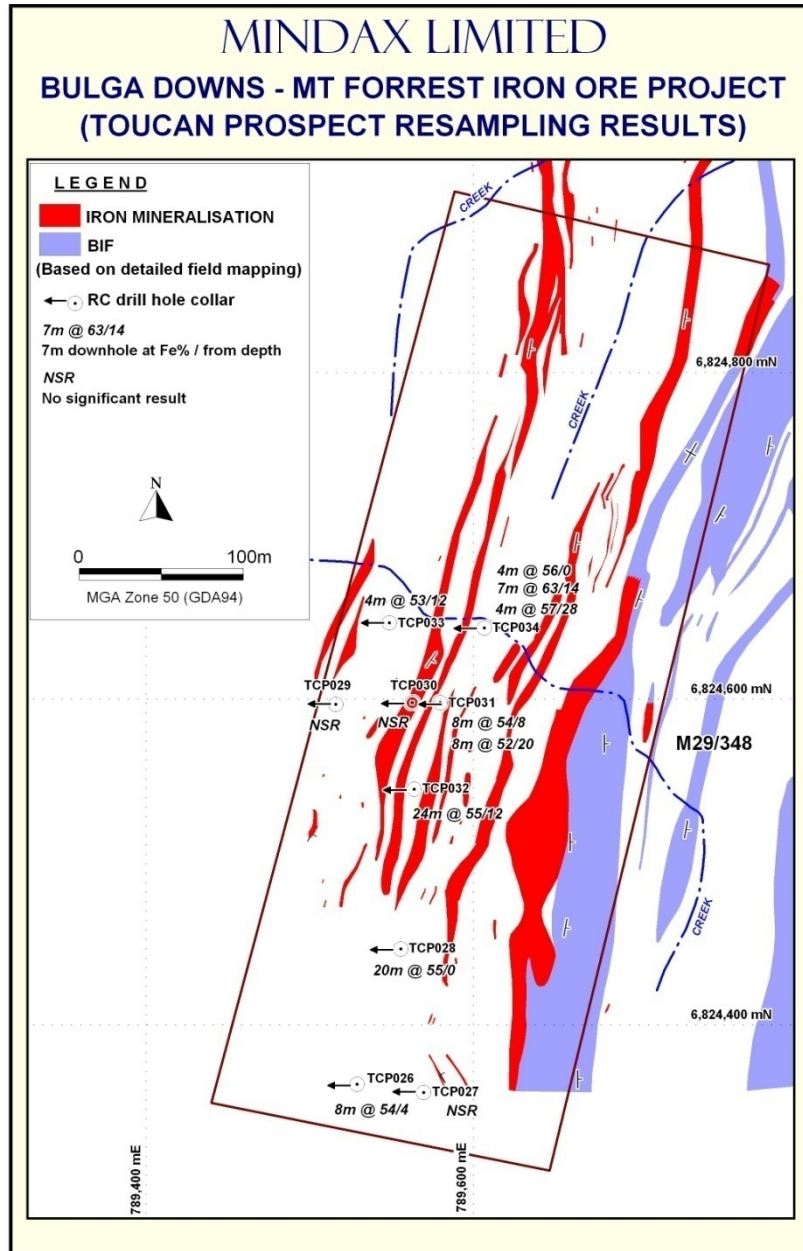 MINDAX LIMITED
BULGA DOWNS - MT FORREST IRON ORE PROJECT
(TOUCAN PROSPECT RESAMPLING RESULTS)
LEGEND
IRON MINERALISATION
BIF
(Based on detailed field mapping)
RC drill hole collar
7m @ 63/14
7m downhole at Fe% / from depth
NSR
No significant result
N
0 100m
MGA Zone 50 (GDA94)
CREEK
CREEK
6,824,800 mN
4m @ 56/0
7m @ 63/14
4m @ 57/28
4m @ 53/12
TCP033
TCP034
TCP029
TCP030
TCP031
6,824,600 mN
NSR
NSR
8m @ 54/8
8m @ 52/20
M29/348
TCP032
24m @ 55/12
CREEK
TCP028
20m @ 55/0
6,824,400 mN
TCP026
TCP027
8m @ 54/4
NSR
789,400 mE
789,600 mE